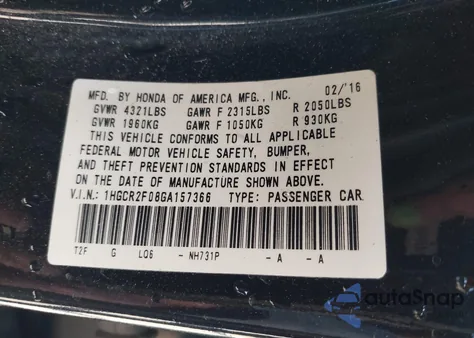 MFD. BY HONDA OF AMERICA MFG., INC. 02/'16
GVWR 4321LBS GAWR F 2315LBS R 2050LBS
GVWR 1960KG GAWR F 1050KG R 930KG
THIS VEHICLE CONFORMS TO ALL APPLICABLE
FEDERAL MOTOR VEHICLE SAFETY, BUMPER,
AND THEFT PREVENTION STANDARDS IN EFFECT
ON THE DATE OF MANUFACTURE SHOWN ABOVE.
V.I.N.: 1HGCR2F08GA157366 TYPE: PASSENGER CAR
T2F G LQ6 -NH731P -A -A
autoSnap